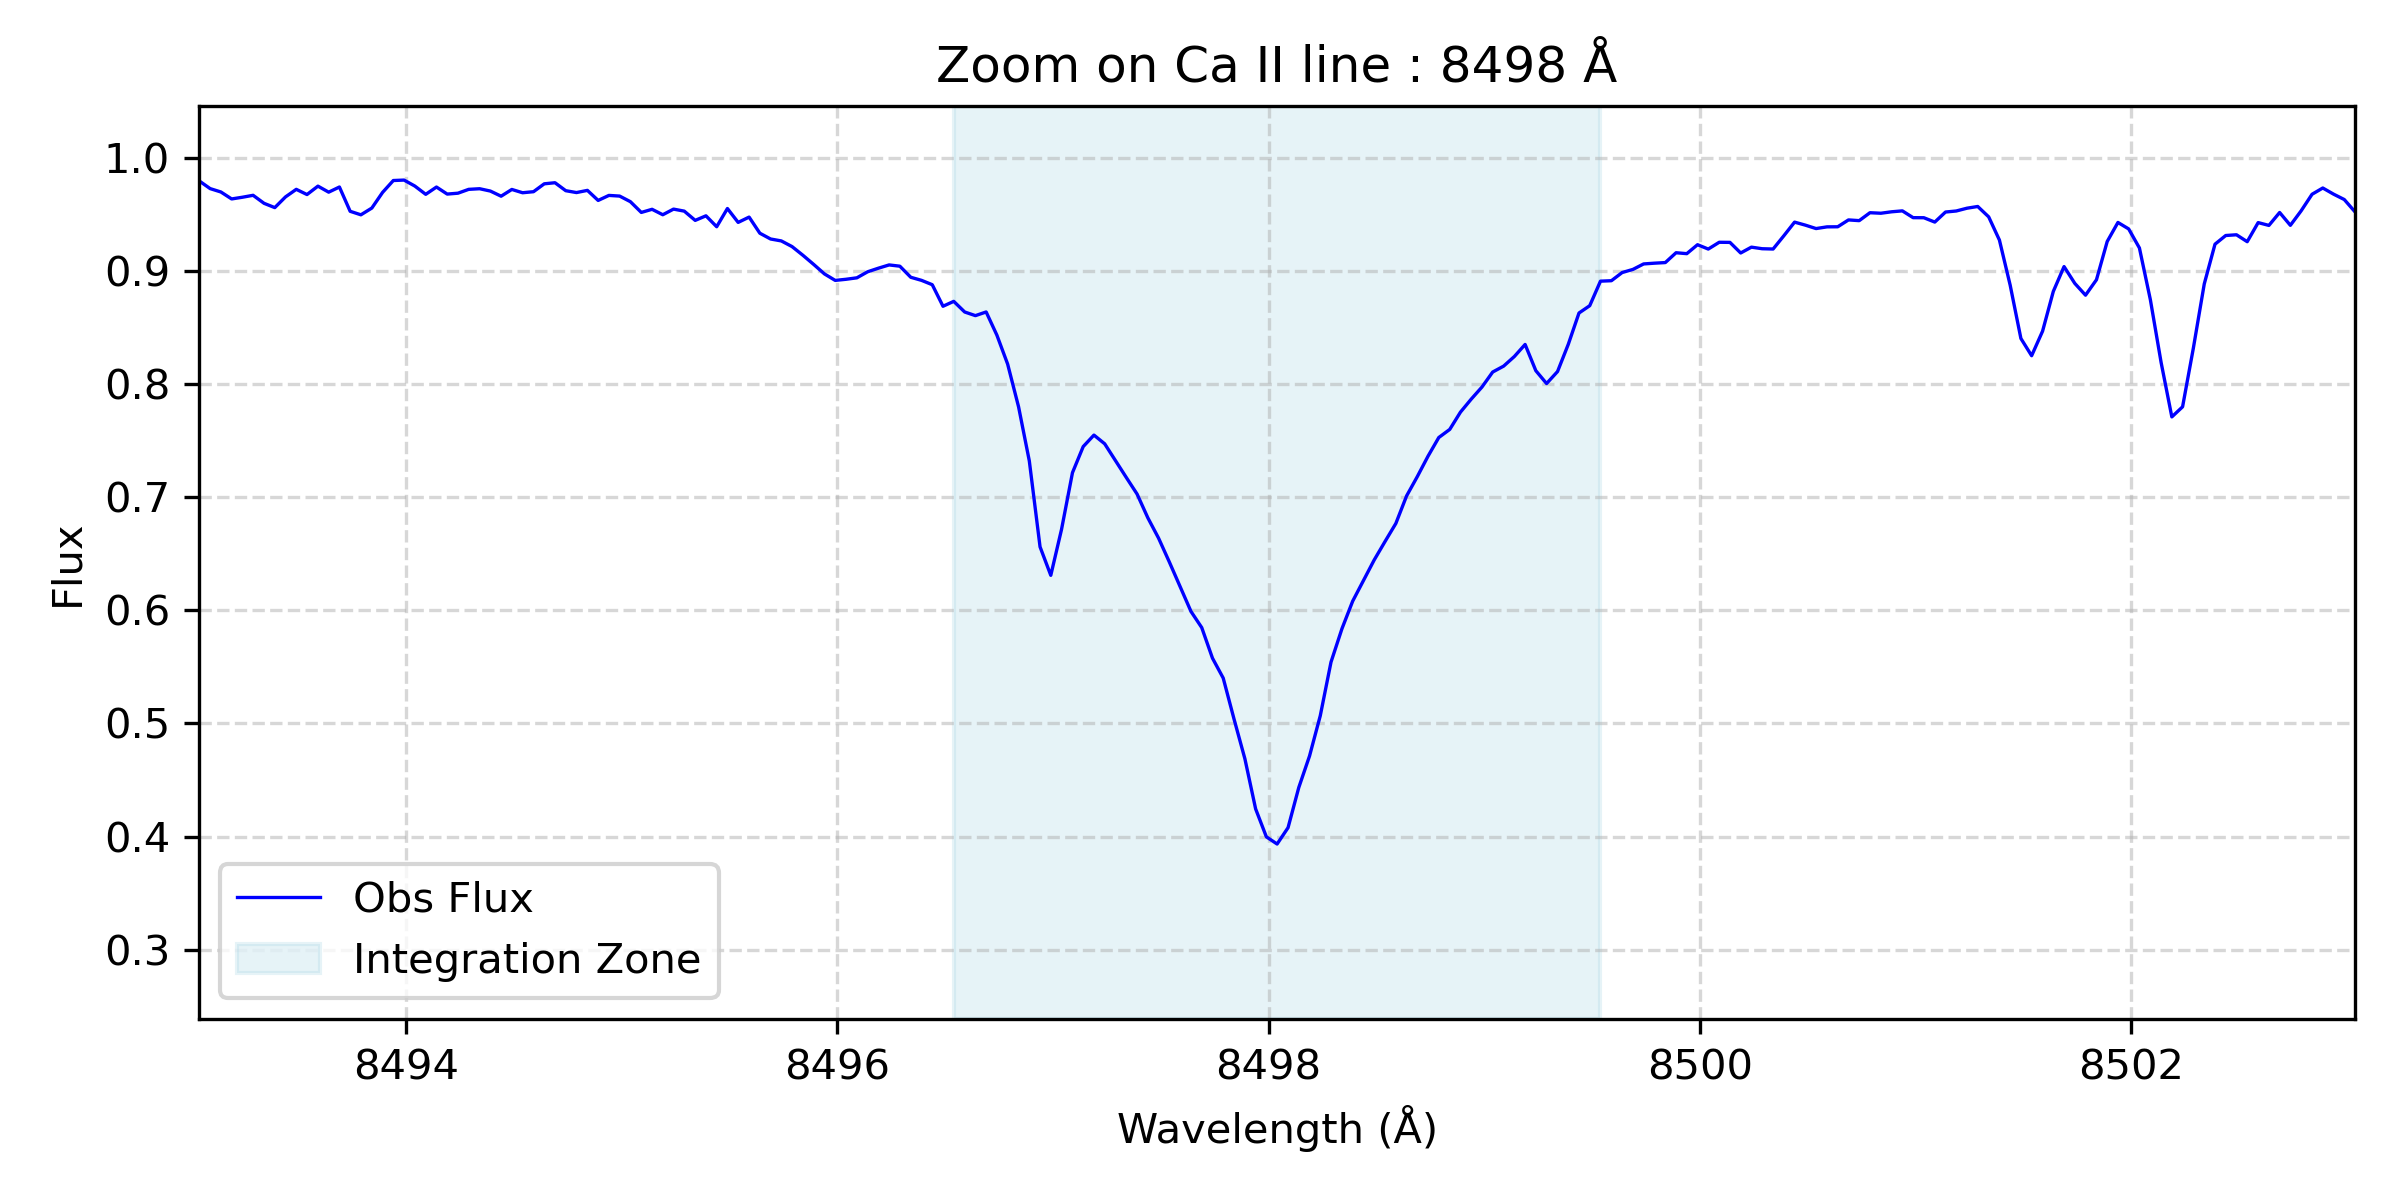 Zoom on Ca II line : 8498 Å
1.0
0.9
0.8
0.7
0.6
0.5
0.4
0.3
Flux
Obs Flux
Integration Zone
8494 8496 8498 8500 8502
Wavelength (Å)